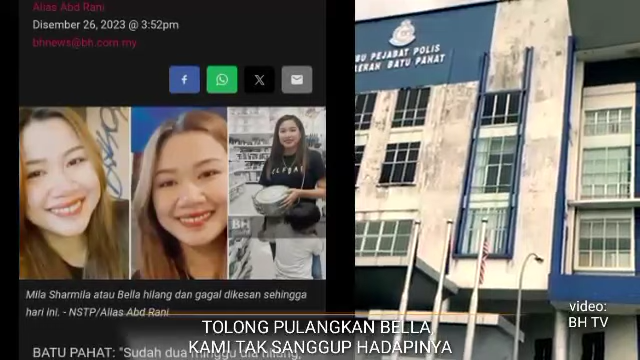 Alias Abd Rani
Disember 26, 2023 @ 3:52pm
bhnews@bh.com.my
BH
Mila Sharmila atau Bella hilang dan gagal dikesan sehingga
hari ini. - NSTP/Alias Abd Rani
BATU PAHAT: "Sudah dua minggu dia hilang,
BU PEJABAT POLIS
AERAH BATU PAHAT
video:
BH TV
TOLONG PULANGKAN BELLA
KAMI TAK SANGGUP HADAPINYA